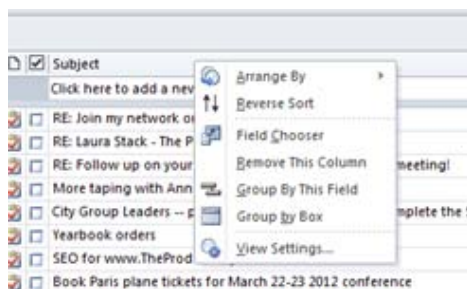 Subject
Click here to add a new
Arrange By
Reverse Sort
RE: Join my network o
RE: Laura Stack - The P
Field Chooser
RE: Follow up on your
Remove This Column
meeting!
More taping with Ann
Group By This Field
City Group Leaders -- p
Group by Box
mplete the
Yearbook orders
SEO for www.TheProd
View Settings...
Book Paris plane tickets for March 22-23 2012 conference